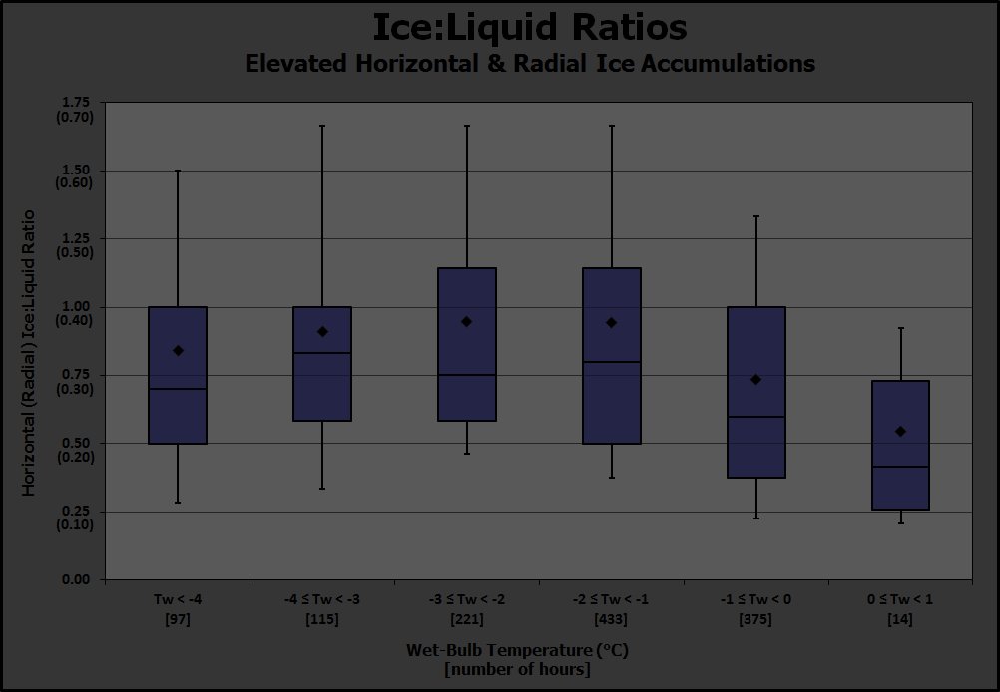 Ice:Liquid Ratios
Elevated Horizontal & Radial Ice Accumulations
Horizontal (Radial) Ice:Liquid Ratio
1.75
(0.70)
1.50
(0.60)
1.25
(0.50)
1.00
(0.40)
0.75
(0.30)
0.50
(0.20)
0.25
(0.10)
0.00
Tw < -4 -4 ≤ Tw < -3 -3 ≤ Tw < -2 -2 ≤ Tw < -1 -1 ≤ Tw < 0 0 ≤ Tw < 1
[97] [115] [221] [433] [375] [14]
Wet-Bulb Temperature (°C)
[number of hours]